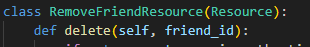 class RemoveFriendResource(Resource):
def delete(self, friend_id):